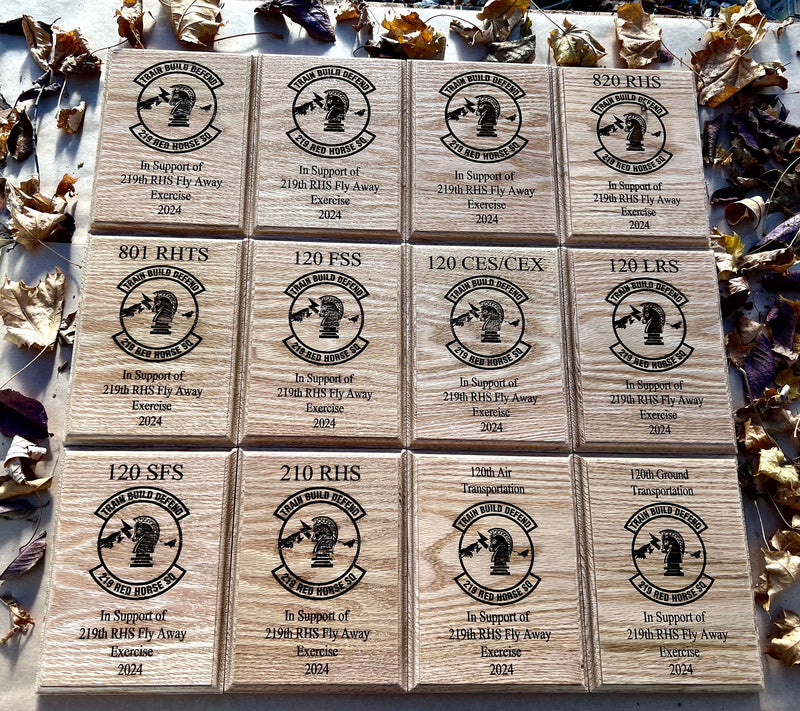 TRAIN BUILD DEFEND
219 RED HORSE SQ
In Support of
219th RHS Fly Away
Exercise
2024
TRAIN BUILD DEFEND
219 RED HORSE SQ
In Support of
219th RHS Fly Away
Exercise
2024
TRAIN BUILD DEFEND
219 RED HORSE SQ
In Support of
219th RHS Fly Away
Exercise
2024
820 RHS
TRAIN BUILD DEFEND
219 RED HORSE SQ
In Support of
219th RHS Fly Away
Exercise
2024
801 RHTS
TRAIN BUILD DEFEND
219 RED HORSE SQ
In Support of
219th RHS Fly Away
Exercise
2024
120 FSS
TRAIN BUILD DEFEND
219 RED HORSE SQ
In Support of
219th RHS Fly Away
Exercise
2024
120 CES/CEX
TRAIN BUILD DEFEND
219 RED HORSE SQ
In Support of
219th RHS Fly Away
Exercise
2024
120 LRS
TRAIN BUILD DEFEND
219 RED HORSE SQ
In Support of
219th RHS Fly Away
Exercise
2024
120 SFS
TRAIN BUILD DEFEND
219 RED HORSE SQ
In Support of
219th RHS Fly Away
Exercise
2024
210 RHS
TRAIN BUILD DEFEND
219 RED HORSE SQ
In Support of
219th RHS Fly Away
Exercise
2024
120th Air
Transportation
TRAIN BUILD DEFEND
219 RED HORSE SQ
In Support of
219th RHS Fly Away
Exercise
2024
120th Ground
Transportation
TRAIN BUILD DEFEND
219 RED HORSE SQ
In Support of
219th RHS Fly Away
Exercise
2024